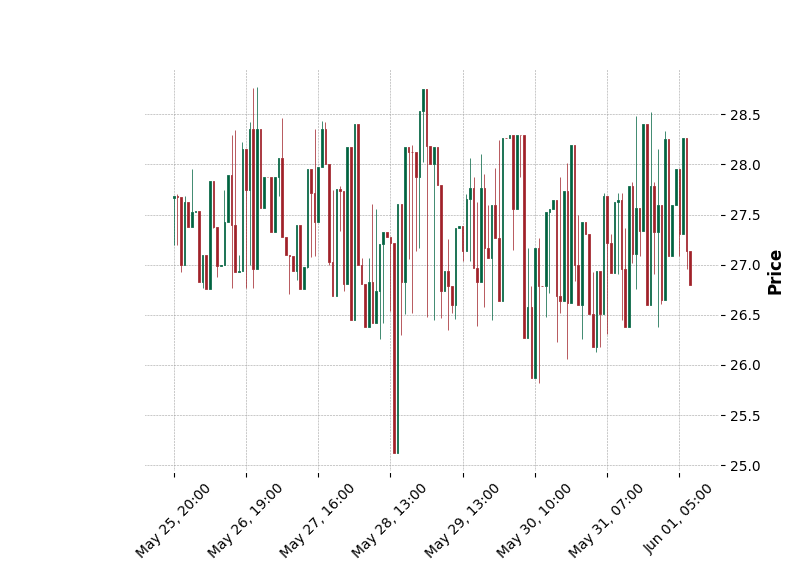 28.5
28.0
27.5
27.0
26.5
26.0
25.5
25.0
Price
May 25, 20:00
May 26, 19:00
May 27, 16:00
May 28, 13:00
May 29, 13:00
May 30, 10:00
May 31, 07:00
Jun 01, 05:00